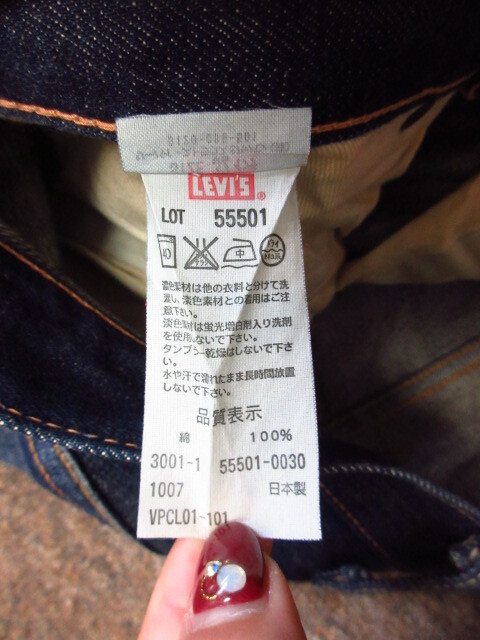 LEVI'S®
LOT 55501
濃色素材は他の衣料と分けて洗
濯し、淡色素材との着用はご注
意下さい。
淡色素材は蛍光増白剤入り洗剤
を使用しないで下さい。
タンブラー乾燥はしないで下さ
い。
水や汗で濡れたまま長時間放置
しないで下さい。
品質表示
綿 100%
3001-1 55501-0030
1007 日本製
VPCL01-101